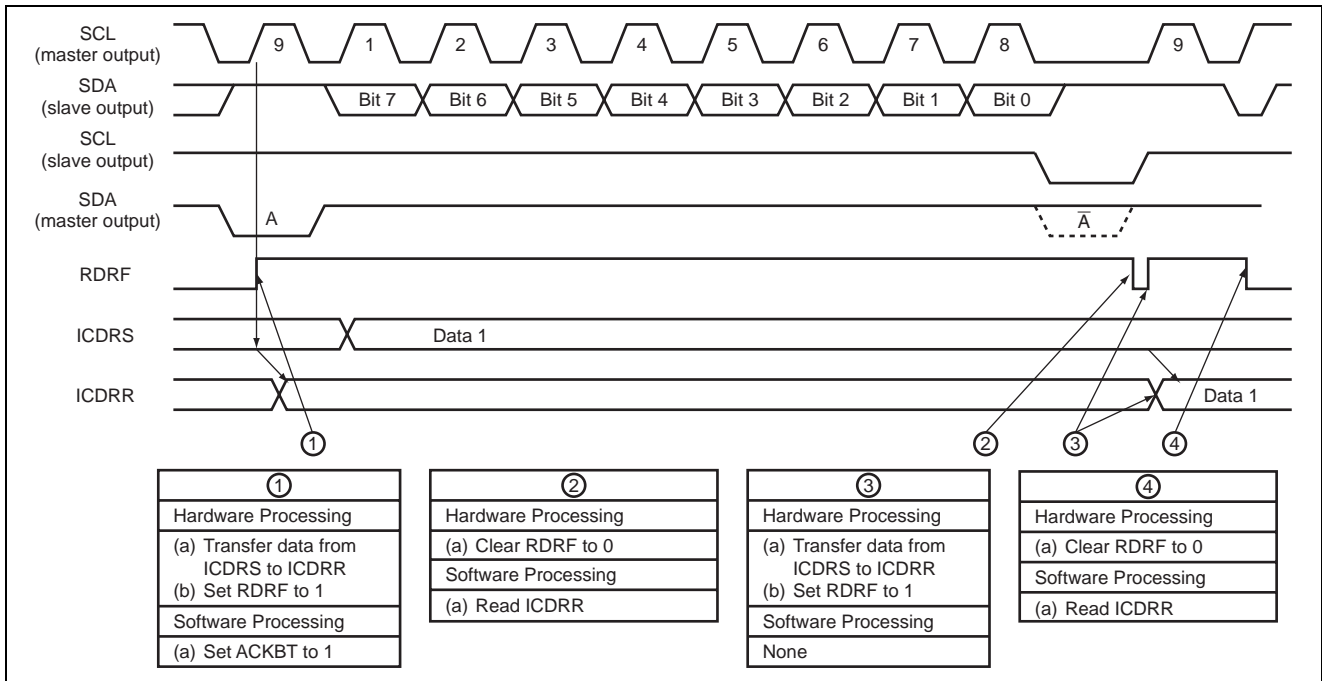 SCL
(master output)
9
1
2
3
4
5
6
7
8
9
SDA
(slave output)
Bit 7
Bit 6
Bit 5
Bit 4
Bit 3
Bit 2
Bit 1
Bit 0
SCL
(slave output)
SDA
(master output)
A
A̅
RDRF
ICDRS
Data 1
ICDRR
Data 1
①
②
③
④
①
Hardware Processing
(a) Transfer data from
ICDRS to ICDRR
(b) Set RDRF to 1
Software Processing
(a) Set ACKBT to 1
②
Hardware Processing
(a) Clear RDRF to 0
Software Processing
(a) Read ICDRR
③
Hardware Processing
(a) Transfer data from
ICDRS to ICDRR
(b) Set RDRF to 1
Software Processing
None
④
Hardware Processing
(a) Clear RDRF to 0
Software Processing
(a) Read ICDRR